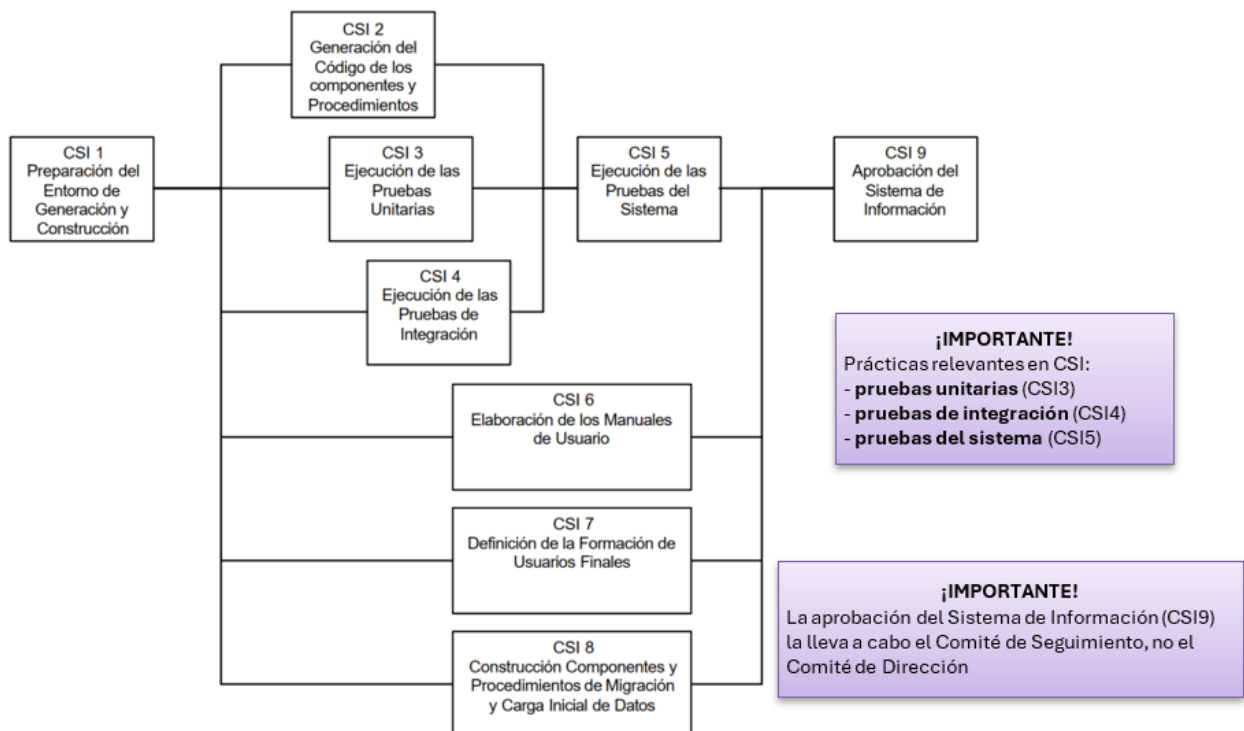 CSI 1
Preparación del
Entorno de
Generación y
Construcción
CSI 2
Generación del
Código de los
componentes y
Procedimientos
CSI 3
Ejecución de las
Pruebas
Unitarias
CSI 4
Ejecución de las
Pruebas de
Integración
CSI 5
Ejecución de las
Pruebas del
Sistema
CSI 6
Elaboración de los Manuales
de Usuario
CSI 7
Definición de la Formación de
Usuarios Finales
CSI 8
Construcción Componentes y
Procedimientos de Migración
y Carga Inicial de Datos
CSI 9
Aprobación del
Sistema de
Información
¡IMPORTANTE!
Prácticas relevantes en CSI:
- pruebas unitarias (CSI3)
- pruebas de integración (CSI4)
- pruebas del sistema (CSI5)
¡IMPORTANTE!
La aprobación del Sistema de Información (CSI9)
la lleva a cabo el Comité de Seguimiento, no el
Comité de Dirección